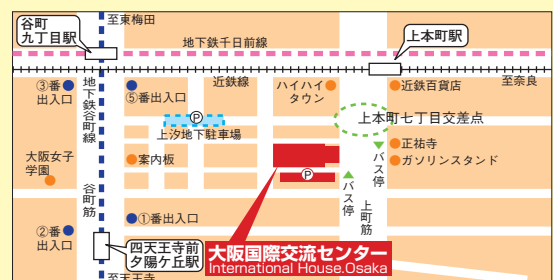 至東梅田
谷町
九丁目駅
地下鉄千日前線
上本町駅
近鉄線
至奈良
③番
出入口
地下鉄谷町線
⑤番出入口
ハイハイ
タウン
近鉄百貨店
P
上汐地下駐車場
上本町七丁目交差点
大阪女子
学園
案内板
正祐寺
バス停
ガソリンスタンド
P
バス停
谷町筋
上町筋
①番出入口
②番
出入口
四天王寺前
夕陽ケ丘駅
大阪国際交流センター
International House,Osaka
至天王寺